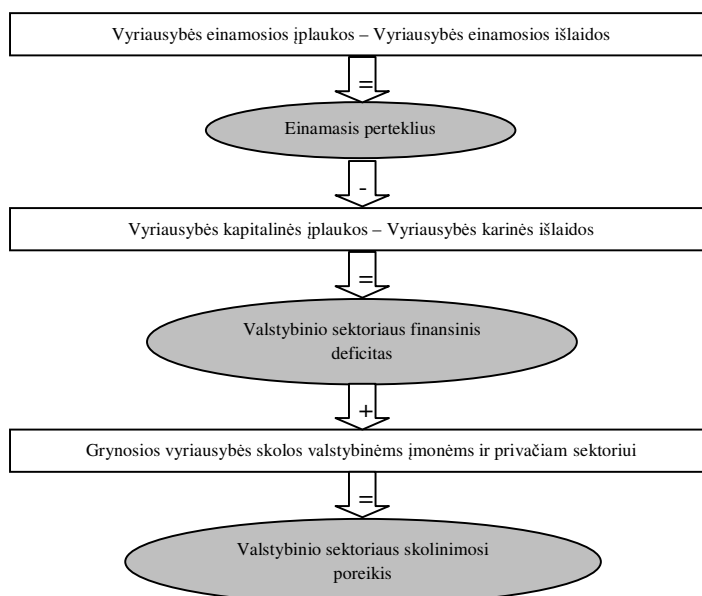 Vyriausybės einamosios įplaukos – Vyriausybės einamosios išlaidos
=
Einamasis perteklius
-
Vyriausybės kapitalinės įplaukos – Vyriausybės karinės išlaidos
=
Valstybinio sektoriaus finansinis
deficitas
+
Grynosios vyriausybės skolos valstybinėms įmonėms ir privačiam sektoriui
=
Valstybinio sektoriaus skolinimosi
poreikis